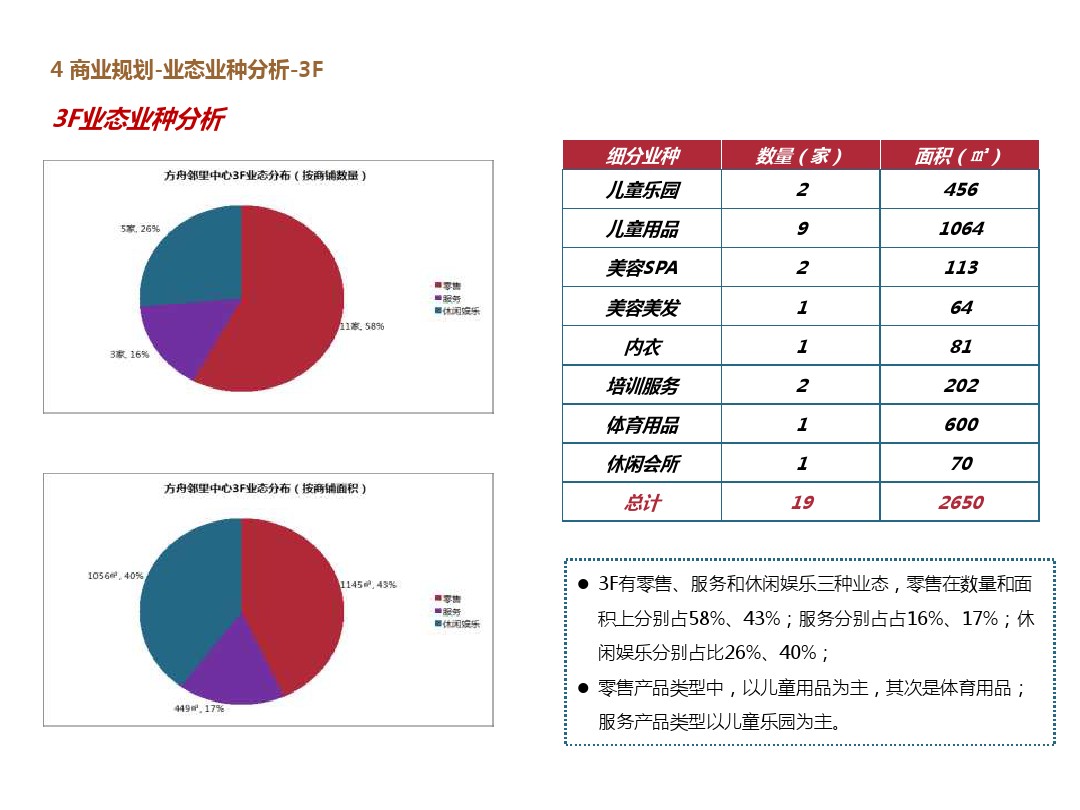 4 商业规划-业态业种分析-3F
3F业态业种分析
方舟邻里中心3F业态分布（按商铺数量）
5家, 26%
11家, 58%
3家, 16%
零售
服务
休闲娱乐
方舟邻里中心3F业态分布（按商铺面积）
1056㎡, 40%
1145㎡, 43%
449㎡, 17%
零售
服务
休闲娱乐
细分业种 数量（家） 面积（㎡）
儿童乐园 2 456
儿童用品 9 1064
美容SPA 2 113
美容美发 1 64
内衣 1 81
培训服务 2 202
体育用品 1 600
休闲会所 1 70
总计 19 2650
● 3F有零售、服务和休闲娱乐三种业态，零售在数量和面
积上分别占58%、43%；服务分别占占16%、17%；休
闲娱乐分别占比26%、40%；
● 零售产品类型中，以儿童用品为主，其次是体育用品；
服务产品类型以儿童乐园为主。